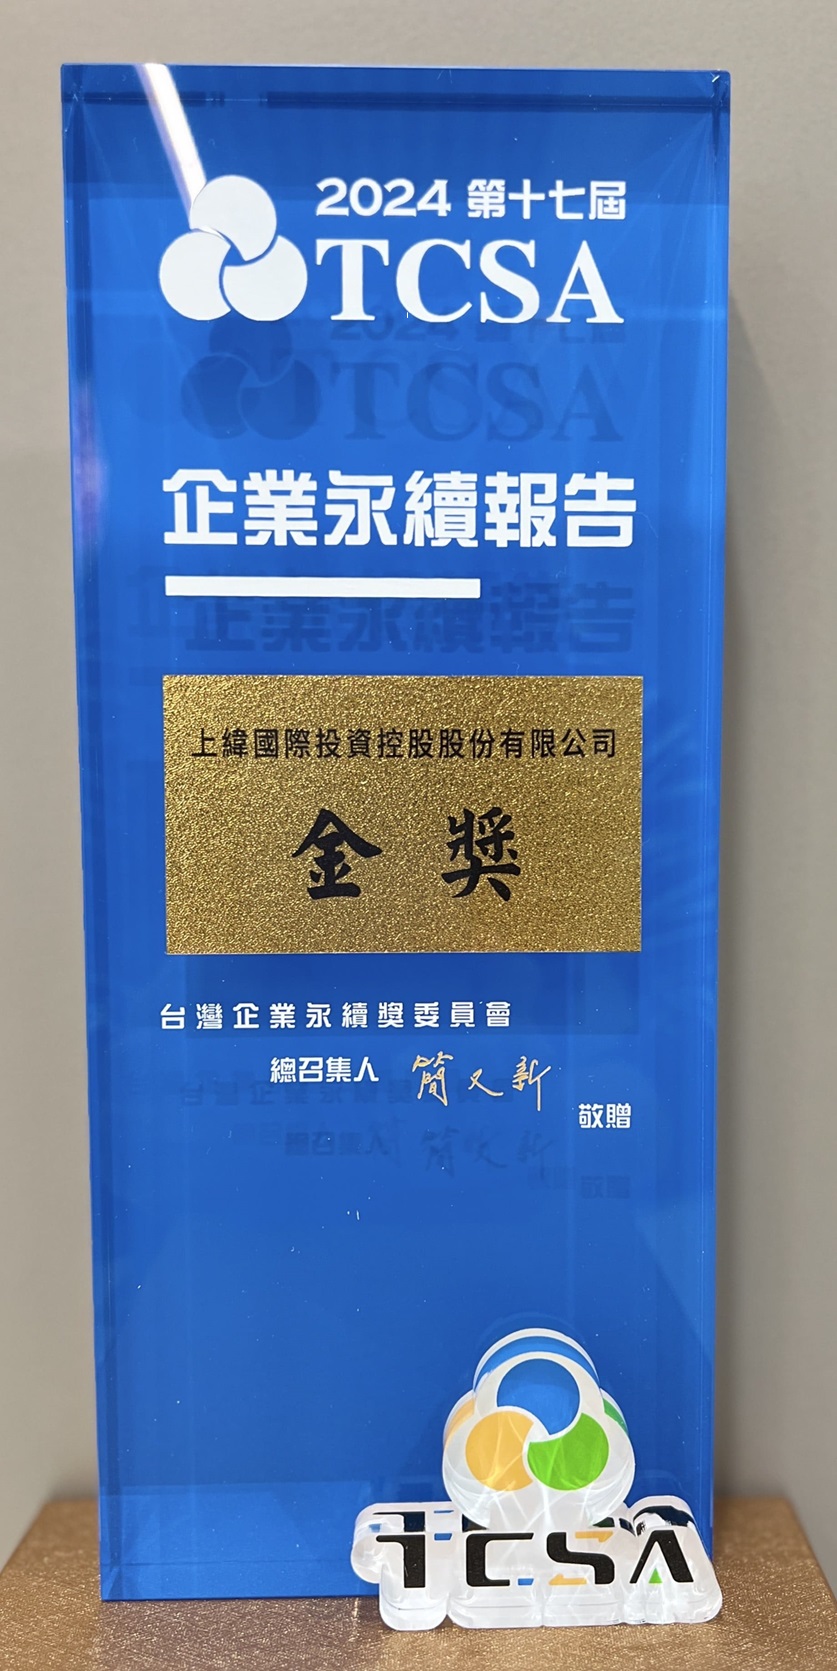 2024 第十七屆
TCSA
企業永續報告
上緯國際投資控股股份有限公司
金獎
台灣企業永續獎委員會
總召集人 簡又新
敬贈
TCSA